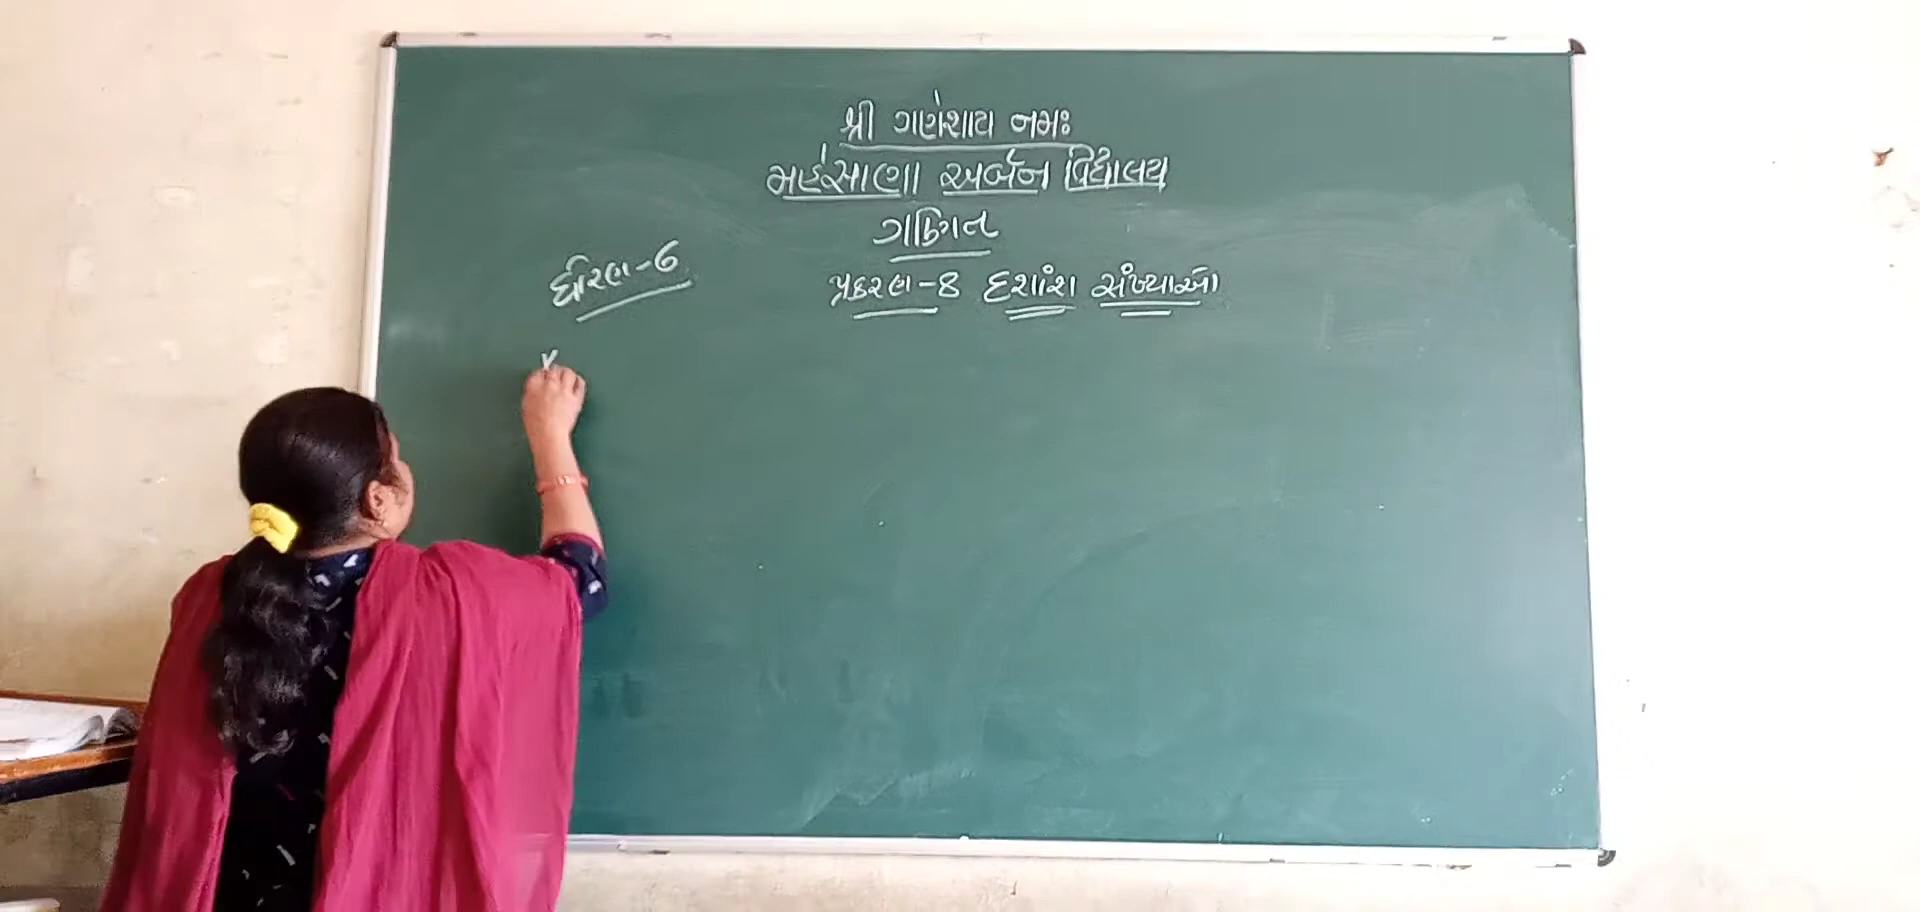 શ્રી ગણેશાય નમઃ
મહેસાણા અર્બન વિદ્યાલય
ગણિત
ધોરણ-6
પ્રકરણ-8 દશાંશ સંખ્યાઓ